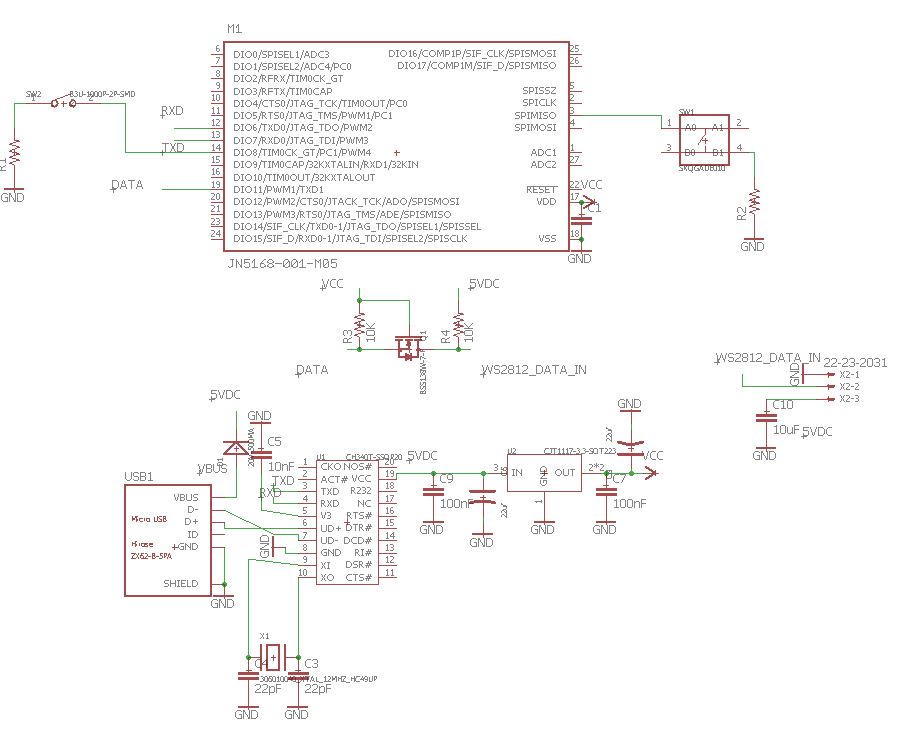 M1
6 DIO0/SPISEL1/ADC3 DIO16/COMP1P/SIF_CLK/SPISMOSI 25
7 DIO1/SPISEL2/ADC4/PC0 DIO17/COMP1M/SIF_D/SPISMISO 26
8 DIO2/RFRX/TIM0CK_GT
9 DIO3/RFTX/TIM0CAP SPISSZ 5
10 DIO4/CTS0/JTAG_TCK/TIM0OUT/PC0 SPICLK 2
11 DIO5/RTS0/JTAG_TMS/PWM1/PC1 SPIMISO 3
12 DIO6/TXD0/JTAG_TDO/PWM2 SPIMOSI 4
13 DIO7/RXD0/JTAG_TDI/PWM3
14 DIO8/TIM0CK_GT/PC1/PWM4 ADC1 1
15 DIO9/TIM0CAP/32KXTALIN/RXD1/32KIN ADC2 27
16 DIO10/TIM0OUT/32KXTALOUT
19 DIO11/PWM1/TXD1 RESET 22
20 DIO12/PWM2/CTS0/JTACK_TCK/ADO/SPISMOSI VDD 17
21 DIO13/PWM3/RTS0/JTAG_TMS/ADE/SPISMISO
23 DIO14/SIF_CLK/TXD0-1/JTAG_TDO/SPISEL1/SPISSEL
24 DIO15/SIF_D/RXD0-1/JTAG_TDI/SPISEL2/SPISCLK VSS 18
JN5168-001-M05
SW2
1 2
B3U-1000P-2P-SMD
R1
GND
RXD
TXD
DATA
VCC
C1
GND
SW1
1 A0 A1 2
3 B0 B1 4
SKQGADE010
R2
GND
VCC 5VDC
R3 10K
Q1
BSS138W-7-F
R4 10K
DATA WS2812_DATA_IN
WS2812_DATA_IN 22-23-2031
GND
X2-1
X2-2
X2-3
C10
10uF
5VDC
GND
5VDC
D1
VBUS
GND
C5
10nF
TXD
RXD
USB1
VBUS
D-
D+
ID
GND
SHIELD
Micro USB
Hirose
ZX62-B-5PA
GND
U1 CH340T-SSOP20
1 CKO NOS# 20
2 ACT# VCC 19
3 TXD R232 18
4 RXD NC 17
5 V3 RTS# 16
6 UD+ DTR# 15
7 UD- DCD# 14
8 GND RI# 13
9 XI DSR# 12
10 XO CTS# 11
GND
5VDC
C9
100nF
GND
22uF
GND
U2 CJT1117-3.3-SOT223
3 IN OUT 2*2
GND
1
GND
C7
100nF
GND
GND
22uF
VCC
X1
C4
22pF
C3
22pF
GND GND